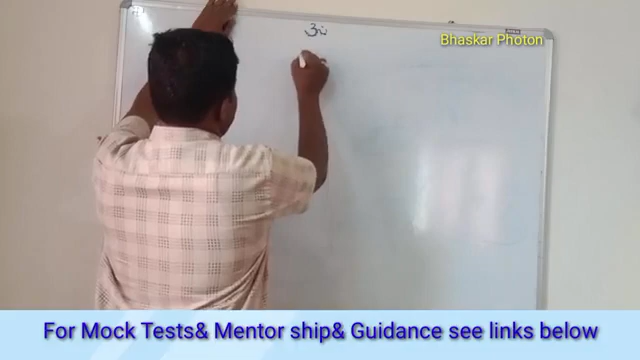 ॐ
Bhaskar Photon
For Mock Tests& Mentor ship& Guidance see links below